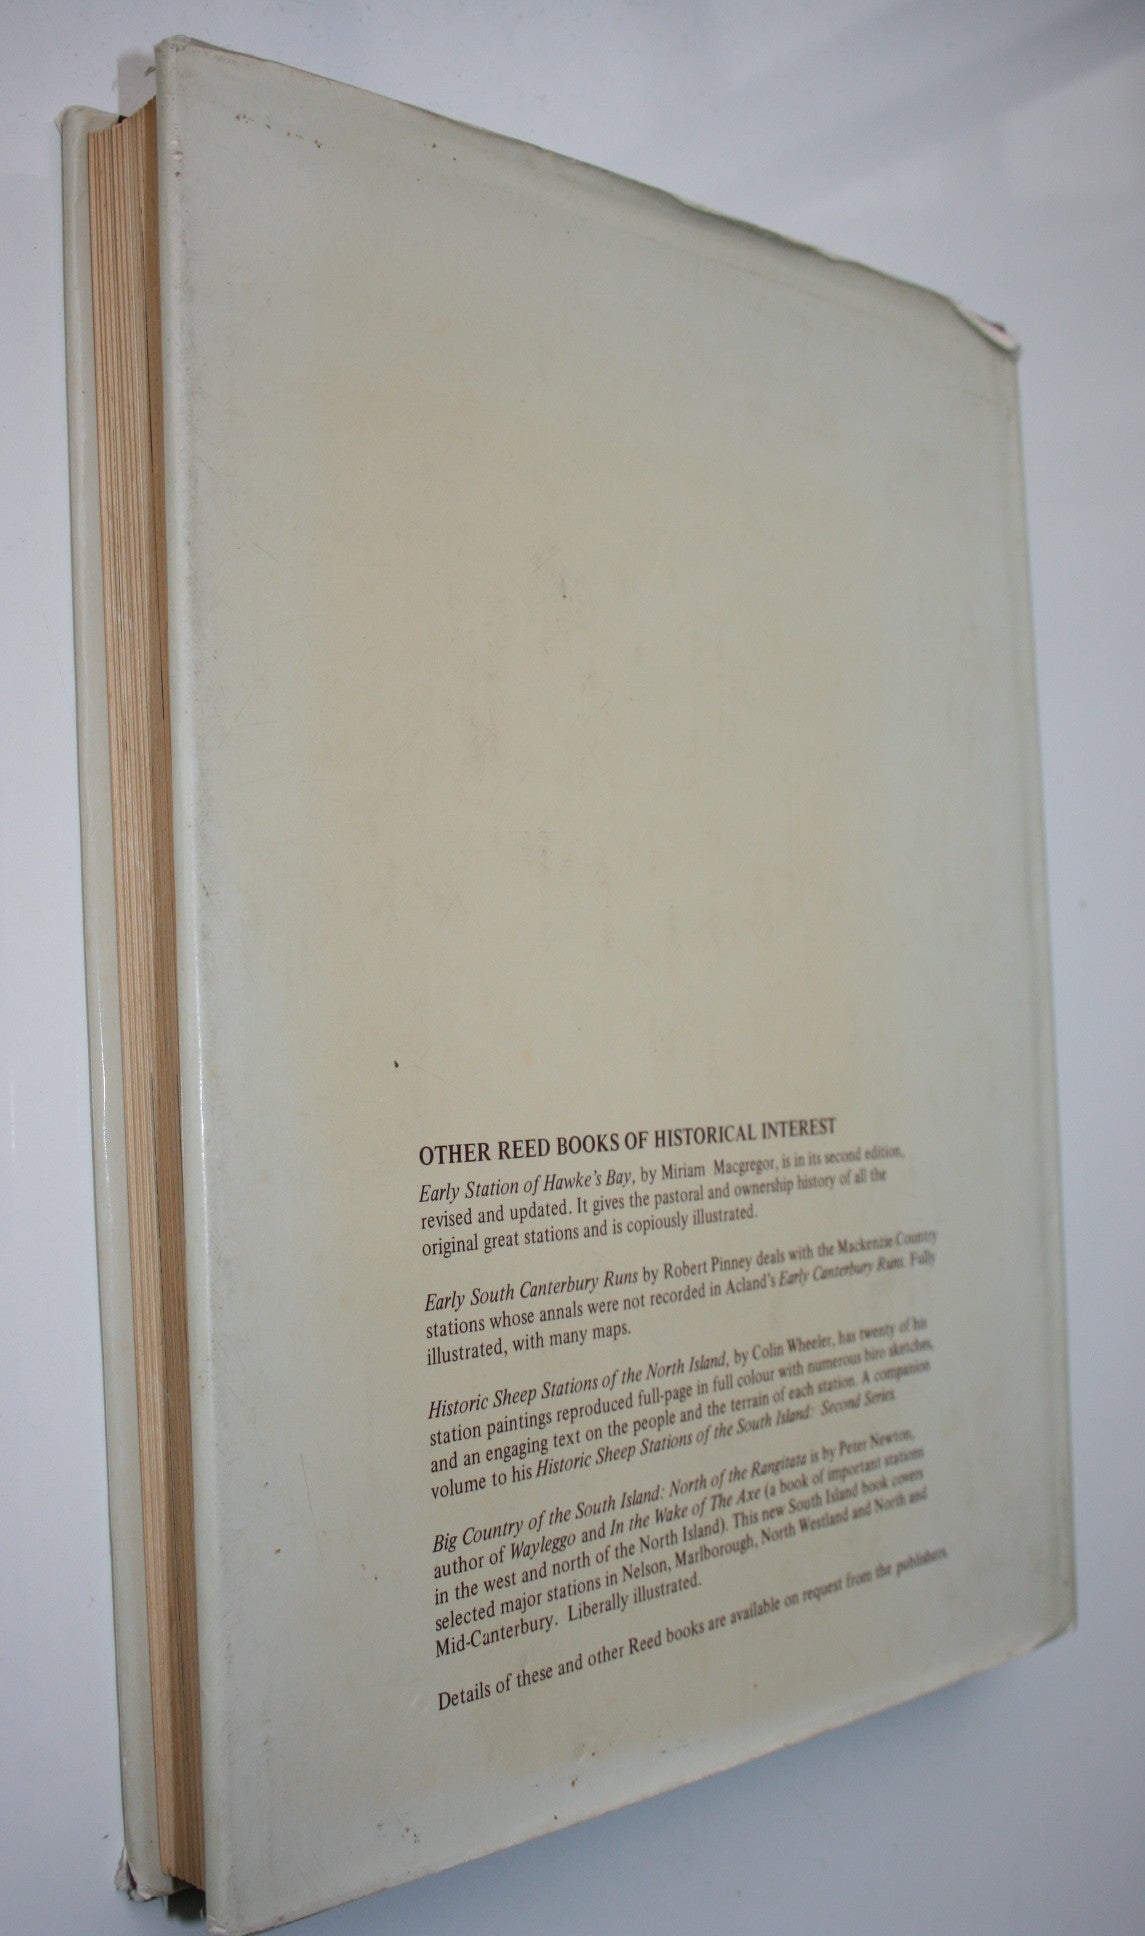 OTHER REED BOOKS OF HISTORICAL INTEREST
Early Station of Hawke's Bay, by Miriam Macgregor, is in its second edition,
revised and updated. It gives the pastoral and ownership history of all the
original great stations and is copiously illustrated.
Early South Canterbury Runs by Robert Pinney deals with the Mackenzie Country
stations whose annals were not recorded in Acland's Early Canterbury Runs. Fully
illustrated, with many maps.
Historic Sheep Stations of the North Island, by Colin Wheeler, has twenty of his
station paintings reproduced full-page in full colour with numerous biro sketches,
and an engaging text on the people and the terrain of each station. A companion
volume to his Historic Sheep Stations of the South Island: Second Series.
Big Country of the South Island: North of the Rangitata is by Peter Newton,
author of Wayleggo and In the Wake of The Axe (a book of important stations
in the west and north of the North Island). This new South Island book covers
selected major stations in Nelson, Marlborough, North Westland and North and
Mid-Canterbury. Liberally illustrated.
Details of these and other Reed books are available on request from the publishers.